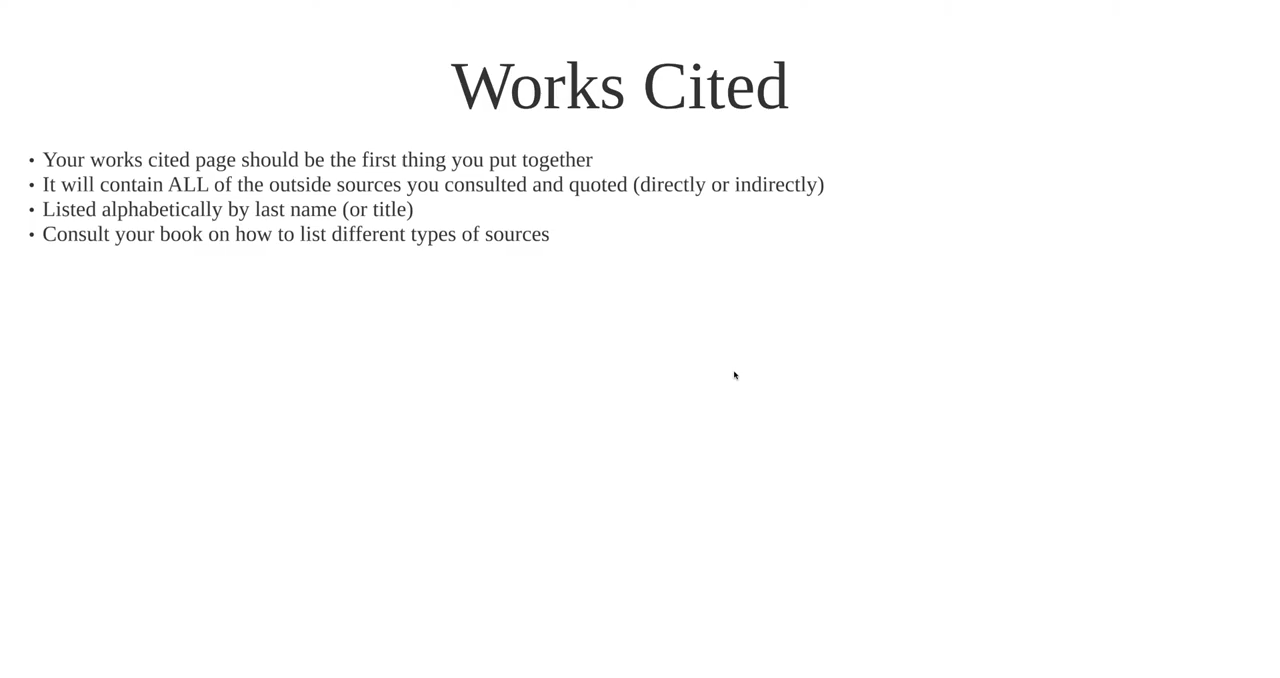 Works Cited
• Your works cited page should be the first thing you put together
• It will contain ALL of the outside sources you consulted and quoted (directly or indirectly)
• Listed alphabetically by last name (or title)
• Consult your book on how to list different types of sources